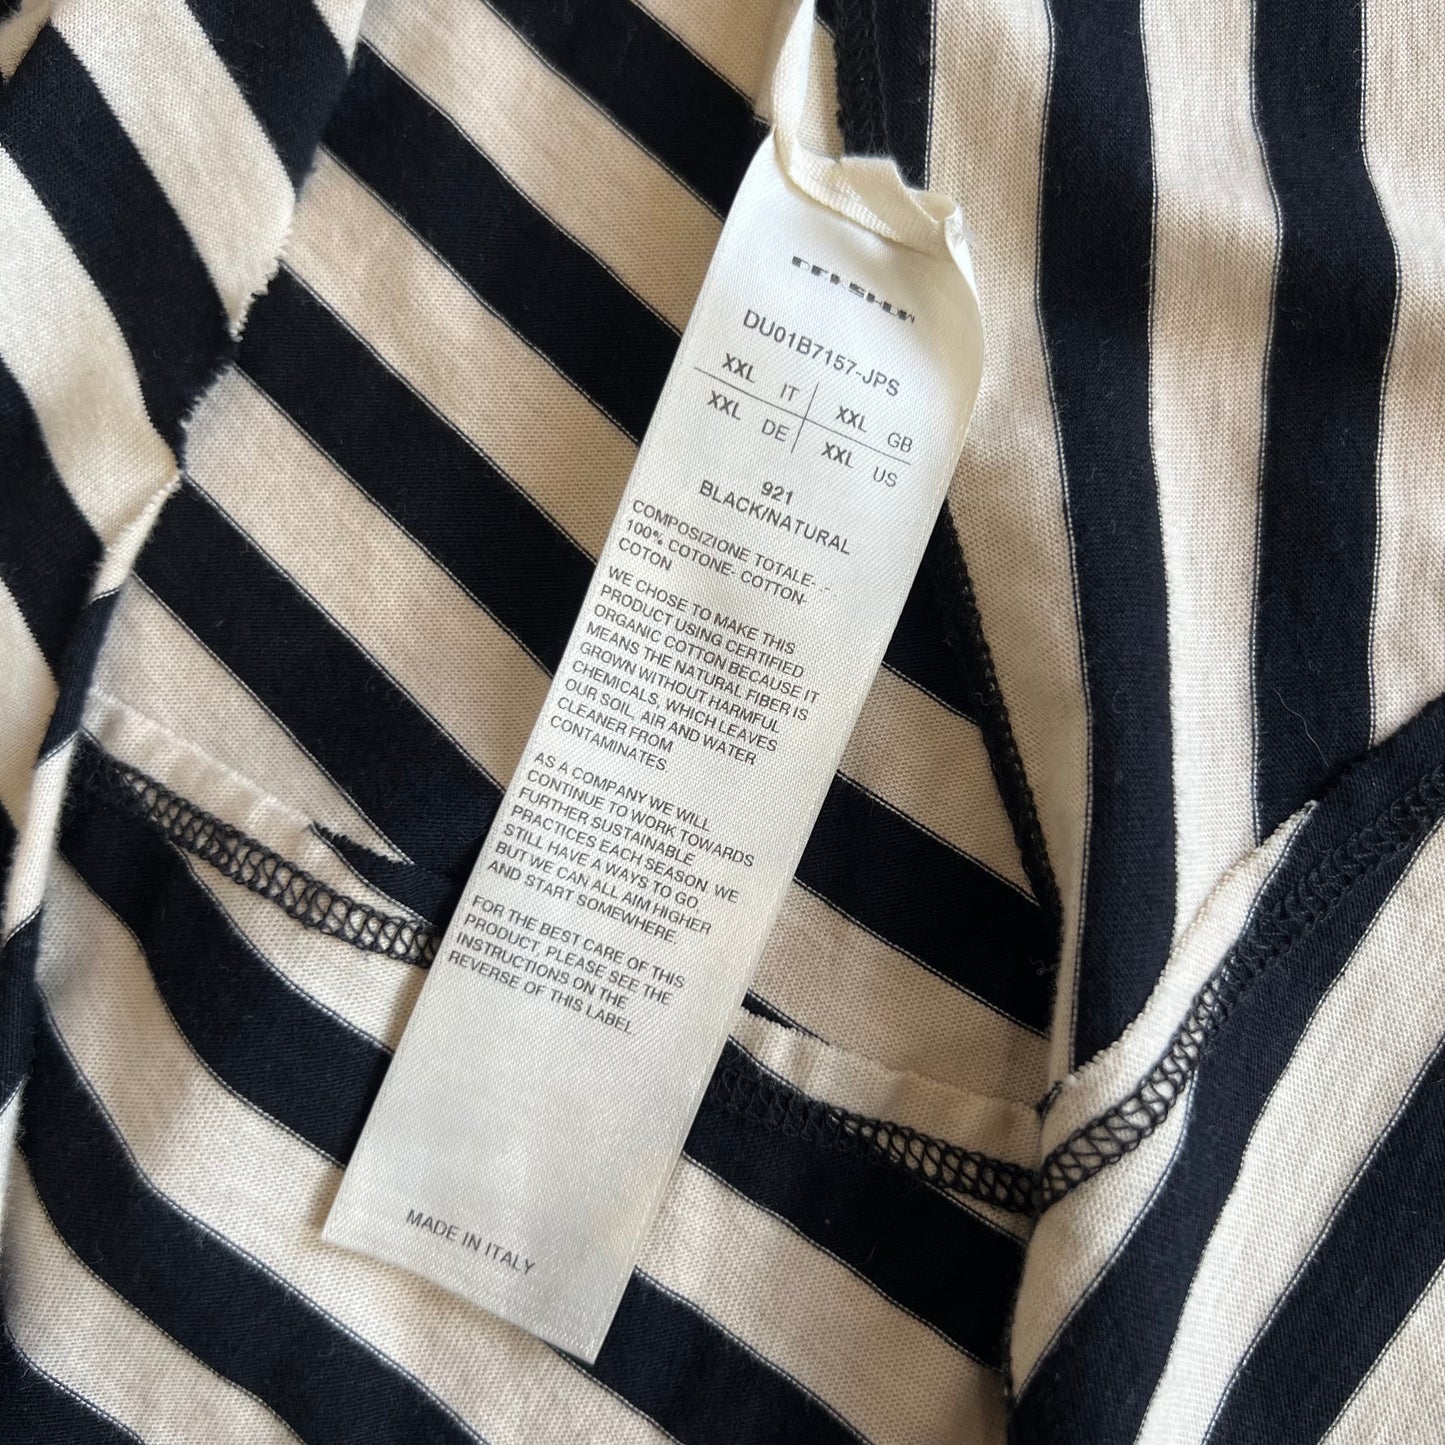 DU01B7157-JPS
XXL IT XXL GB
XXL DE XXL US
921
BLACK/NATURAL
COMPOSIZIONE TOTALE-
100% COTONE- COTTON-
COTON
WE CHOSE TO MAKE THIS
PRODUCT USING CERTIFIED
ORGANIC COTTON BECAUSE IT
MEANS THE NATURAL FIBER IS
GROWN WITHOUT HARMFUL
CHEMICALS, WHICH LEAVES
OUR SOIL, AIR AND WATER
CLEANER FROM
CONTAMINATES.
AS A COMPANY WE WILL
CONTINUE TO WORK TOWARDS
FURTHER SUSTAINABLE
PRACTICES EACH SEASON. WE
STILL HAVE A WAYS TO GO
BUT WE CAN ALL AIM HIGHER
AND START SOMEWHERE.
FOR THE BEST CARE OF THIS
PRODUCT, PLEASE SEE THE
INSTRUCTIONS ON THE
REVERSE OF THIS LABEL
MADE IN ITALY